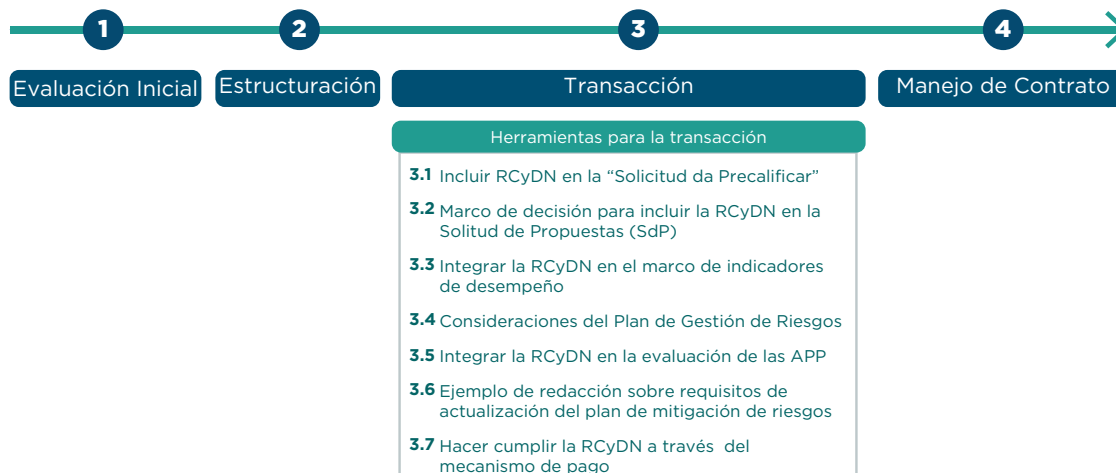 1
2
3
4
Evaluación Inicial
Estructuración
Transacción
Manejo de Contrato
Herramientas para la transacción
3.1 Incluir RCyDN en la “Solicitud da Precalificar”
3.2 Marco de decisión para incluir la RCyDN en la
Solitud de Propuestas (SdP)
3.3 Integrar la RCyDN en el marco de indicadores
de desempeño
3.4 Consideraciones del Plan de Gestión de Riesgos
3.5 Integrar la RCyDN en la evaluación de las APP
3.6 Ejemplo de redacción sobre requisitos de
actualización del plan de mitigación de riesgos
3.7 Hacer cumplir la RCyDN a través del
mecanismo de pago